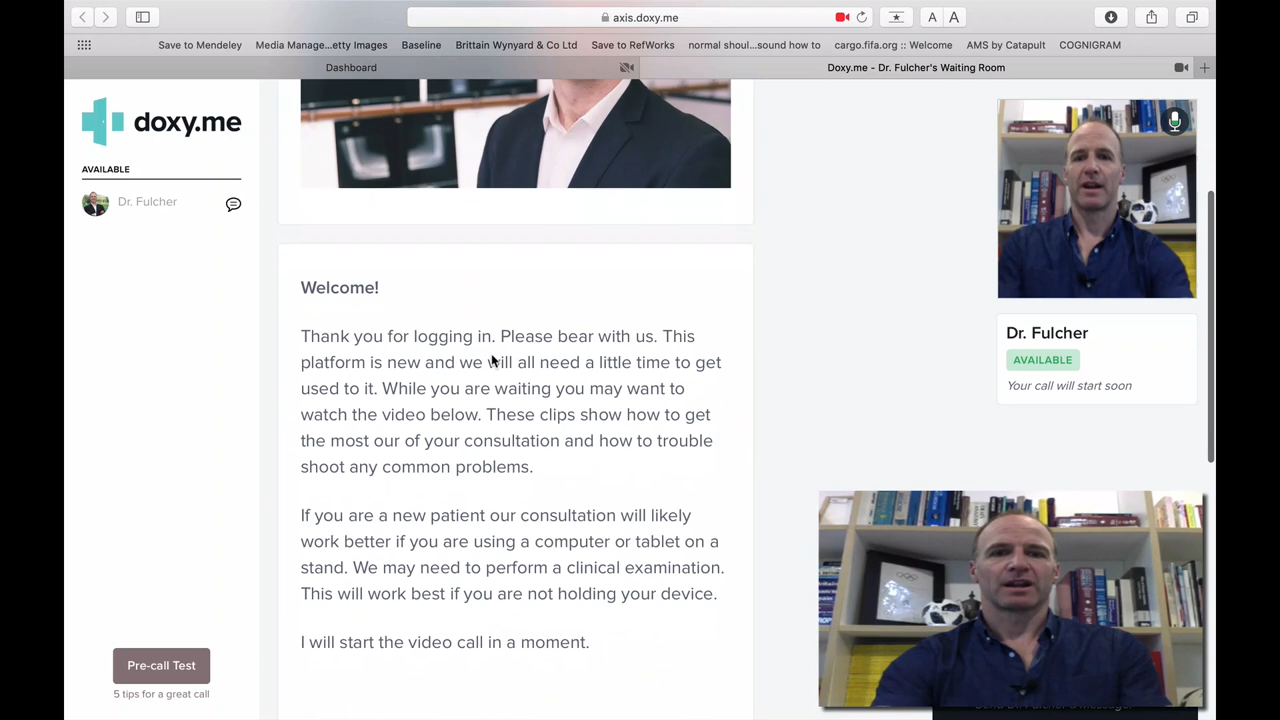 axis.doxy.me
A A
Save to Mendeley Media Manage...etty Images Baseline Brittain Wynyard & Co Ltd Save to RefWorks normal shoul...sound how to cargo.fifa.org :: Welcome AMS by Catapult COGNIGRAM
Dashboard
Doxy.me - Dr. Fulcher's Waiting Room
doxy.me
AVAILABLE
Dr. Fulcher
Welcome!
Thank you for logging in. Please bear with us. This
platform is new and we will all need a little time to get
used to it. While you are waiting you may want to
watch the video below. These clips show how to get
the most our of your consultation and how to trouble
shoot any common problems.
If you are a new patient our consultation will likely
work better if you are using a computer or tablet on a
stand. We may need to perform a clinical examination.
This will work best if you are not holding your device.
I will start the video call in a moment.
Dr. Fulcher
AVAILABLE
Your call will start soon
Pre-call Test
5 tips for a great call